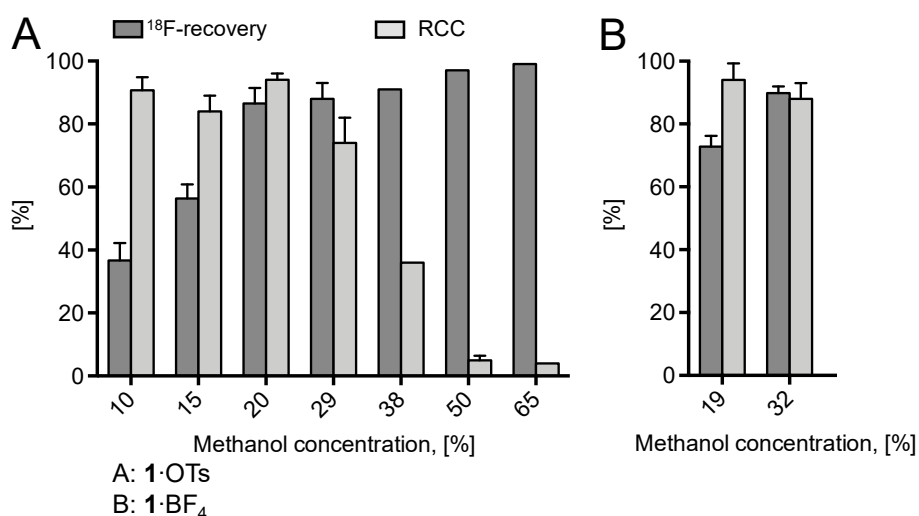 A
¹⁸F-recovery
RCC
B
100
80
60
40
20
0
[%]
10
15
20
29
38
50
65
Methanol concentration, [%]
100
80
60
40
20
0
[%]
19
32
Methanol concentration, [%]
A: 1·OTs
B: 1·BF₄